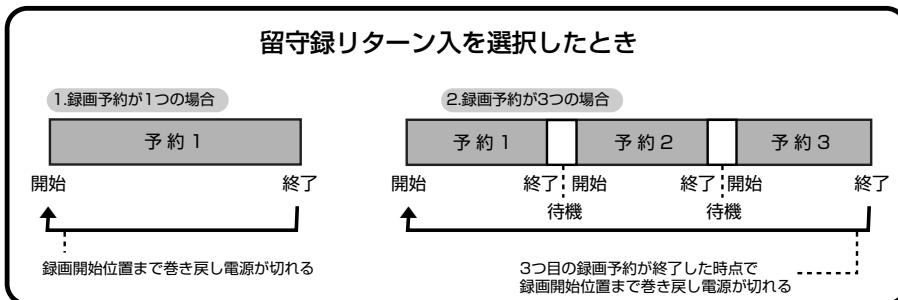 留守録リターン入を選択したとき
1.録画予約が1つの場合
予約1
開始 終了
録画開始位置まで巻き戻し電源が切れる
2.録画予約が3つの場合
予約1 予約2 予約3
開始 終了 開始 終了 開始 終了
待機 待機
3つ目の録画予約が終了した時点で
録画開始位置まで巻き戻し電源が切れる